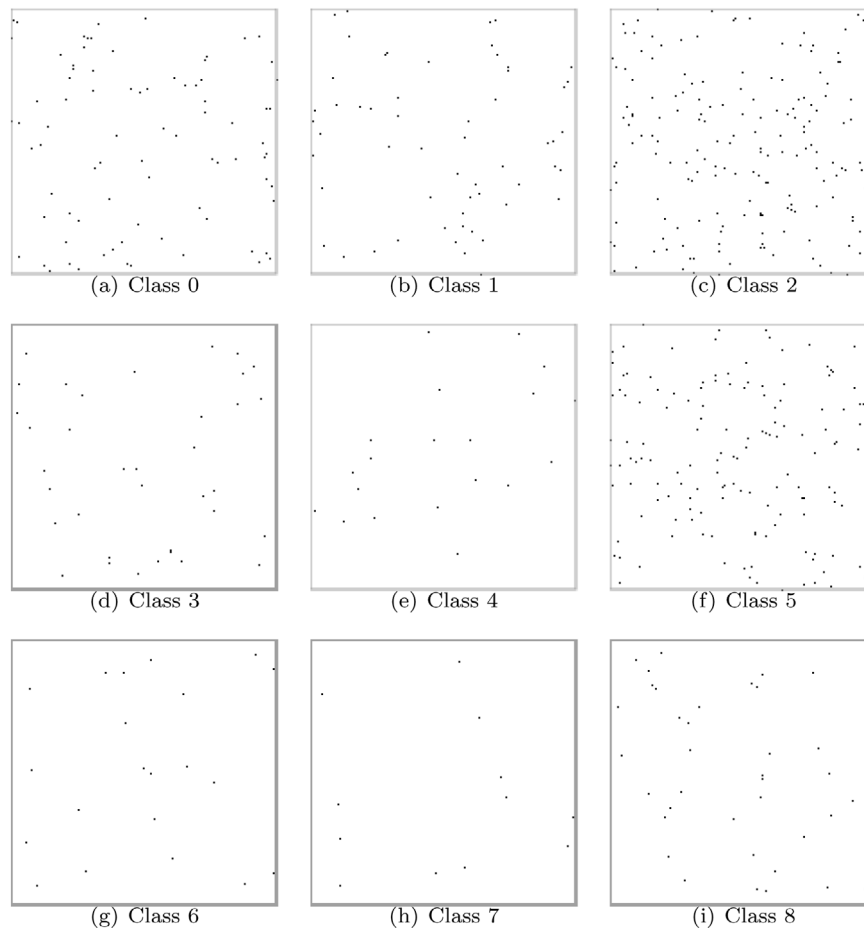 (a) Class 0
(b) Class 1
(c) Class 2
(d) Class 3
(e) Class 4
(f) Class 5
(g) Class 6
(h) Class 7
(i) Class 8